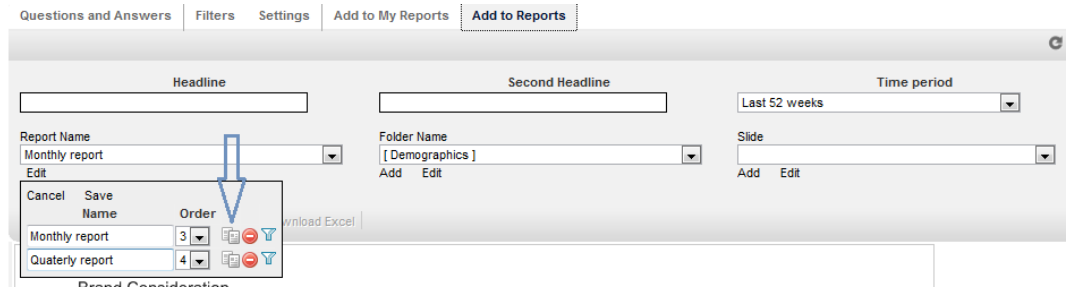 Questions and Answers Filters Settings Add to My Reports Add to Reports
Headline Second Headline Time period
Last 52 weeks
Report Name Folder Name Slide
Monthly report [ Demographics ]
Edit Add Edit Add Edit
Cancel Save
Name Order
wnload Excel
Monthly report 3
Quaterly report 4
Brand Consideration